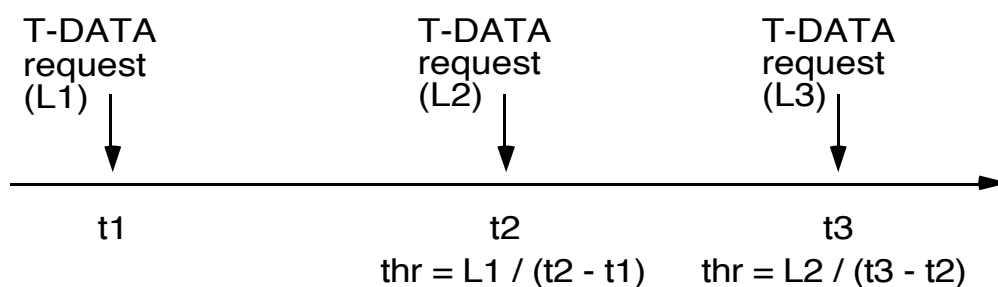 T-DATA
request
(L1)
T-DATA
request
(L2)
T-DATA
request
(L3)
t1
t2
t3
thr = L1 / (t2 - t1)
thr = L2 / (t3 - t2)